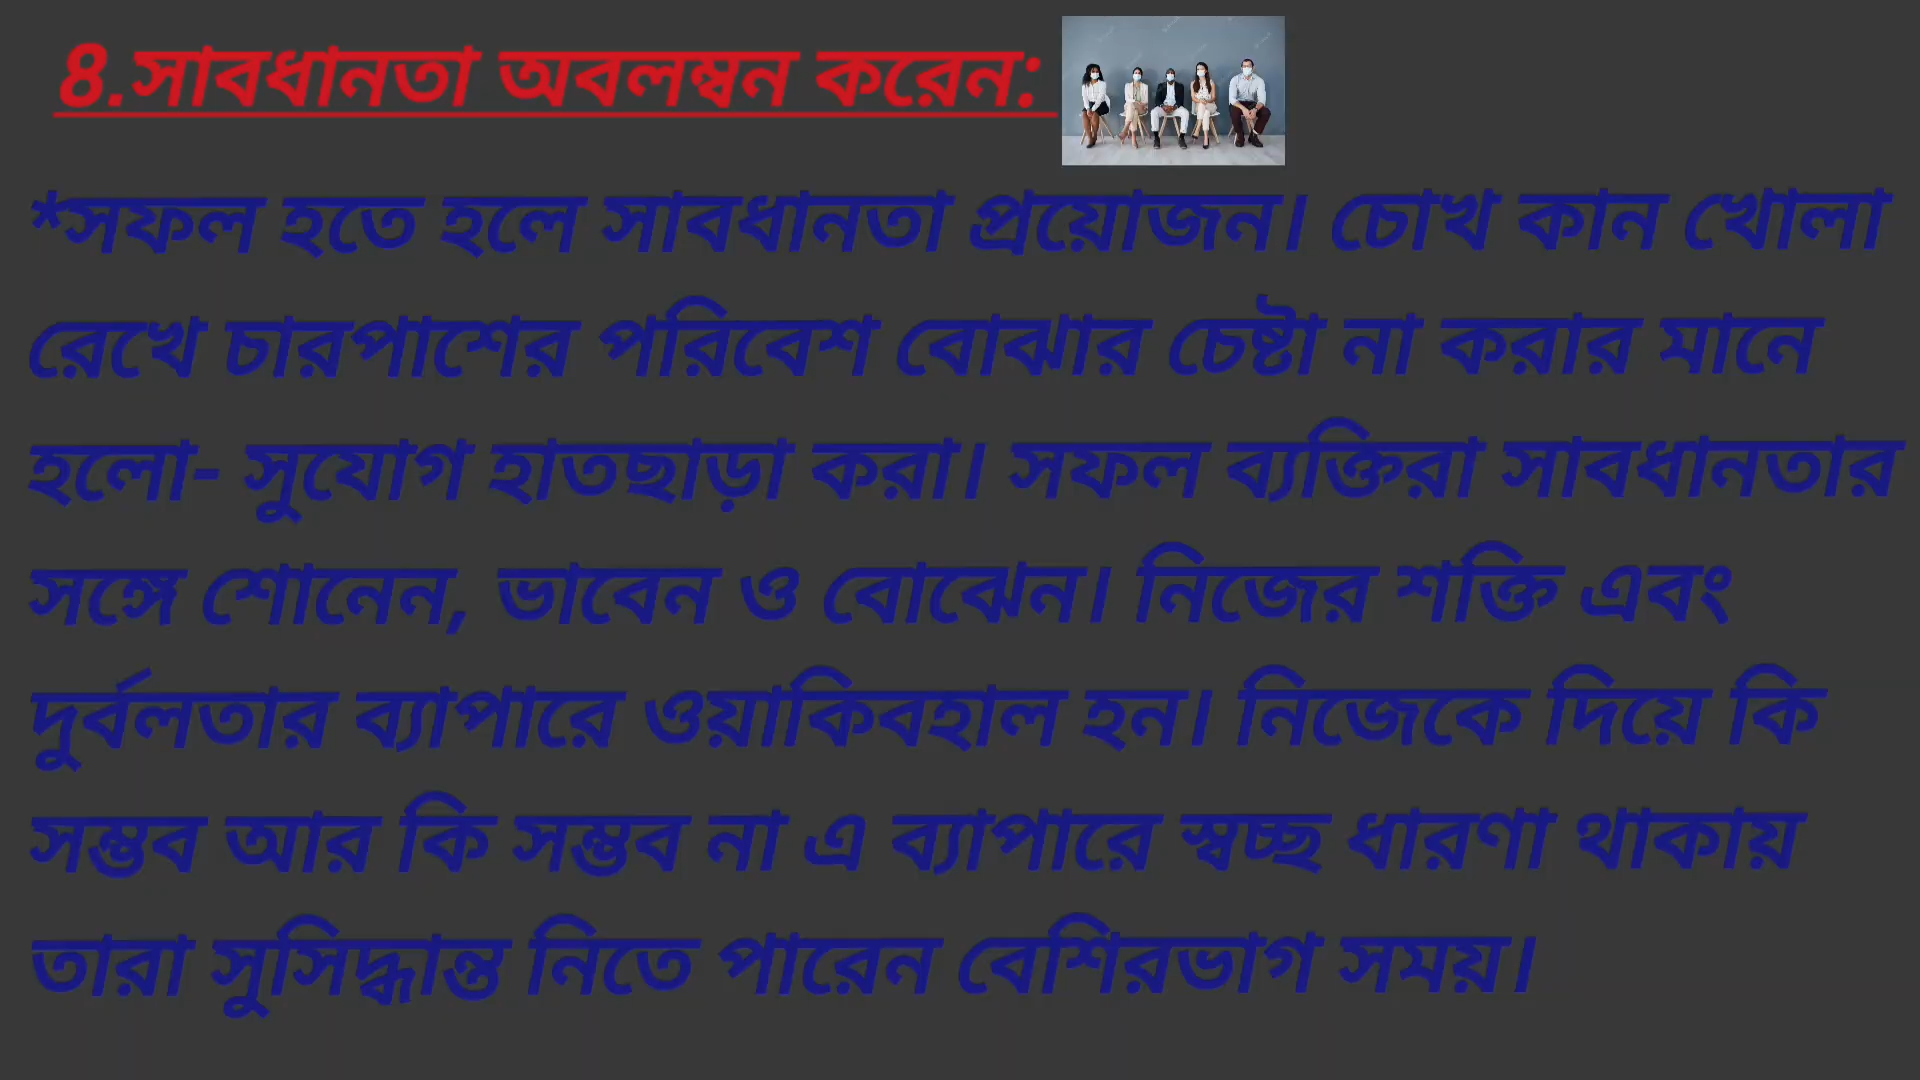 8.সাবধানতা অবলম্বন করেন:
*সফল হতে হলে সাবধানতা প্রয়োজন। চোখ কান খোলা
রেখে চারপাশের পরিবেশ বোঝার চেষ্টা না করার মানে
হলো- সুযোগ হাতছাড়া করা। সফল ব্যক্তিরা সাবধানতার
সঙ্গে শোনেন, ভাবেন ও বোঝেন। নিজের শক্তি এবং
দুর্বলতার ব্যাপারে ওয়াকিবহাল হন। নিজেকে দিয়ে কি
সম্ভব আর কি সম্ভব না এ ব্যাপারে স্বচ্ছ ধারণা থাকায়
তারা সুসিদ্ধান্ত নিতে পারেন বেশিরভাগ সময়।